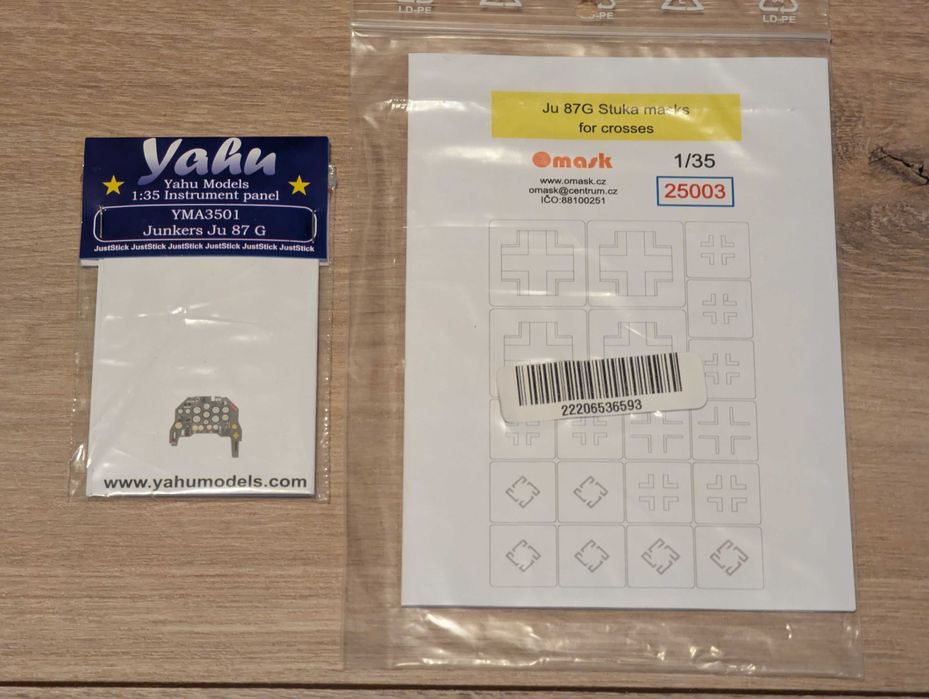 LD-PE
PE
LD-PE
Yahu
Yahu Models
1:35 Instrument panel
YMA3501
Junkers Ju 87 G
JustStick JustStick JustStick JustStick JustStick JustStick
www.yahumodels.com
Ju 87G Stuka masks
for crosses
Omask
1/35
www.omask.cz
omask@centrum.cz
IČO:88100251
25003
22206536593